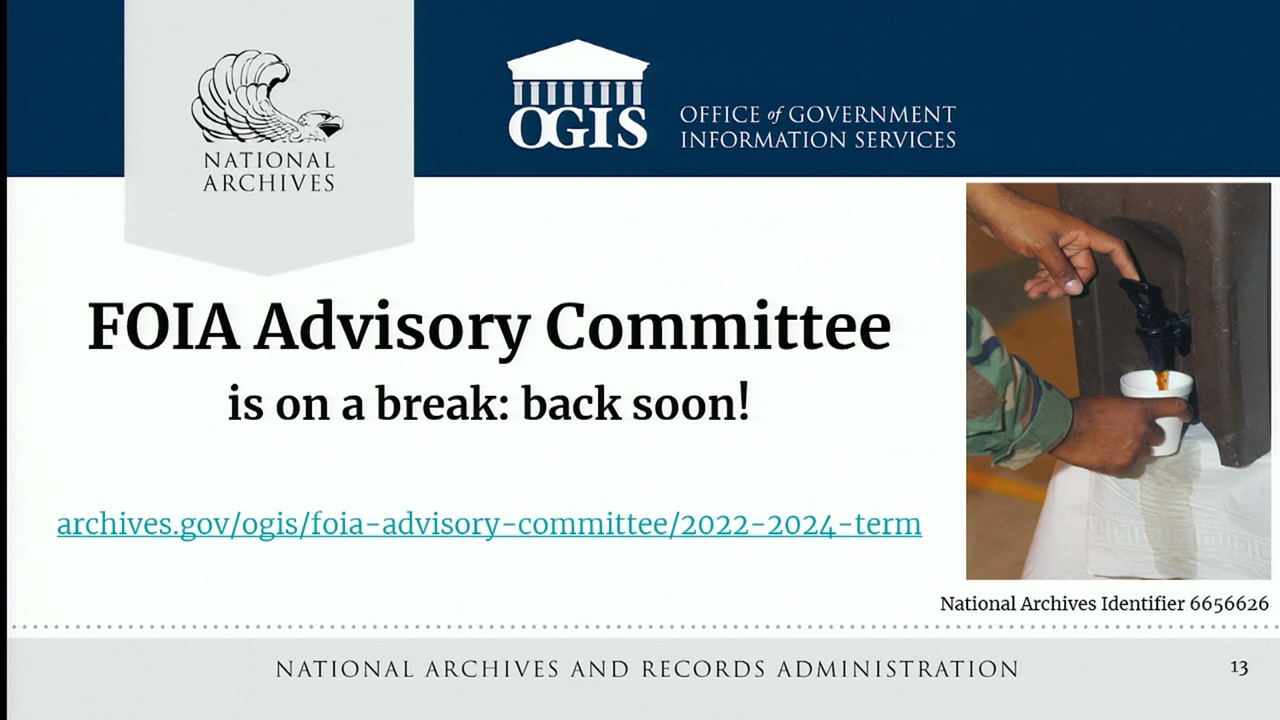 NATIONAL
ARCHIVES
OGIS
OFFICE of GOVERNMENT
INFORMATION SERVICES
FOIA Advisory Committee
is on a break: back soon!
archives.gov/ogis/foia-advisory-committee/2022-2024-term
National Archives Identifier 6656626
NATIONAL ARCHIVES AND RECORDS ADMINISTRATION
13